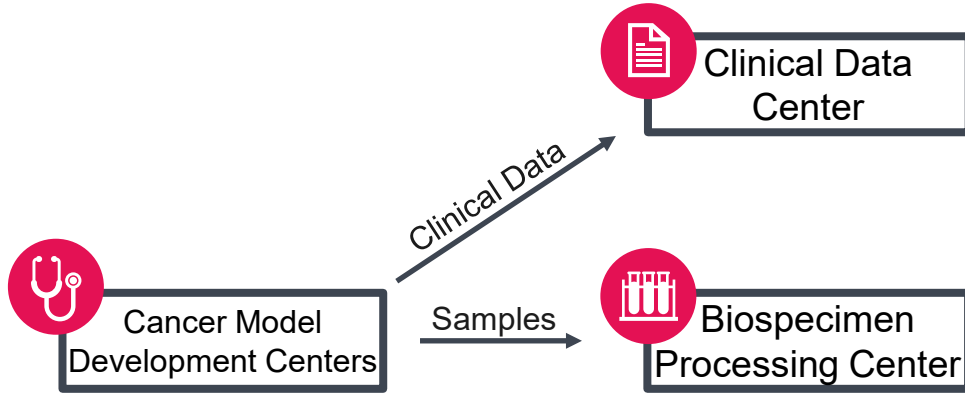 Clinical Data
Center
Clinical Data
Cancer Model
Development Centers
Samples
Biospecimen
Processing Center